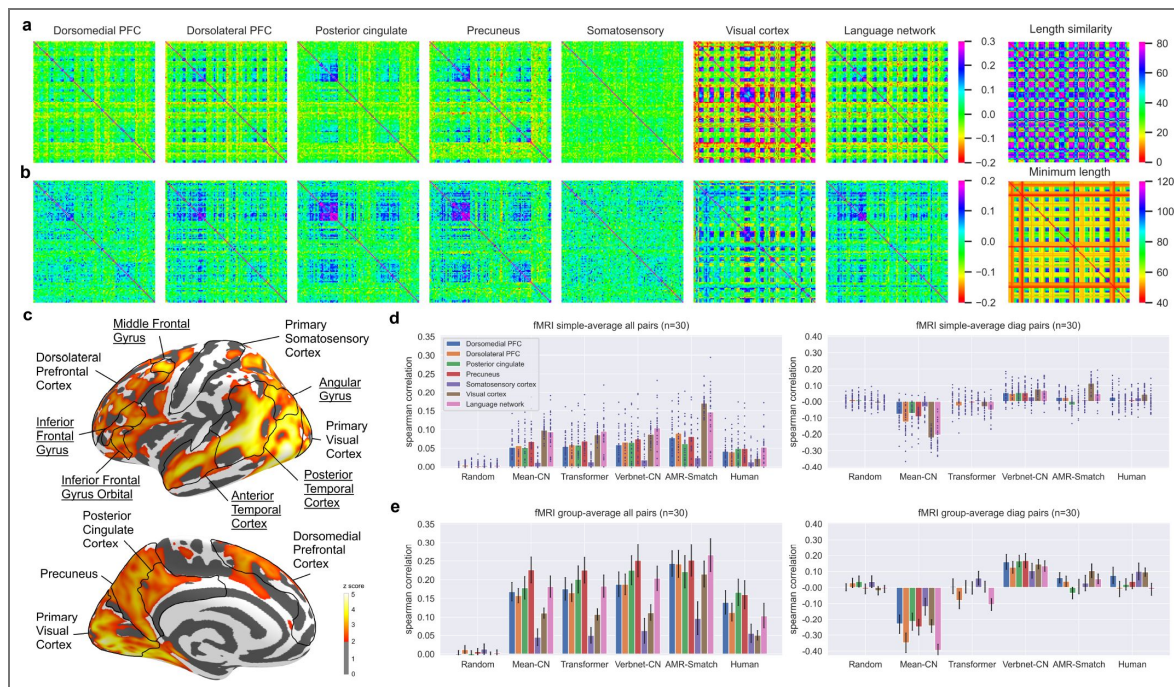 a
Dorsomedial PFC
Dorsolateral PFC
Posterior cingulate
Precuneus
Somatosensory
Visual cortex
Language network
Length similarity
0.3
0.2
0.1
0.0
−0.1
−0.2
80
60
40
20
0
b
Minimum length
0.2
0.1
0.0
−0.1
−0.2
120
100
80
60
40
c
Middle Frontal
Gyrus
Primary
Somatosensory
Cortex
Dorsolateral
Prefrontal
Cortex
Angular
Gyrus
Inferior
Frontal
Gyrus
Primary
Visual
Cortex
Inferior Frontal
Gyrus Orbital
Anterior
Temporal
Cortex
Posterior
Temporal
Cortex
Posterior
Cingulate
Cortex
Dorsomedial
Prefrontal
Cortex
Precuneus
Primary
Visual
Cortex
z score
5
4
3
2
1
0
d
fMRI simple-average all pairs (n=30)
spearman correlation
0.35
0.30
0.25
0.20
0.15
0.10
0.05
0.00
Dorsomedial PFC
Dorsolateral PFC
Posterior cingulate
Precuneus
Somatosensory cortex
Visual cortex
Language network
Random
Mean-CN
Transformer
Verbnet-CN
AMR-Smatch
Human
fMRI simple-average diag pairs (n=30)
spearman correlation
0.40
0.30
0.20
0.10
0.00
-0.10
-0.20
-0.30
-0.40
Random
Mean-CN
Transformer
Verbnet-CN
AMR-Smatch
Human
e
fMRI group-average all pairs (n=30)
spearman correlation
0.35
0.30
0.25
0.20
0.15
0.10
0.05
0.00
Random
Mean-CN
Transformer
Verbnet-CN
AMR-Smatch
Human
fMRI group-average diag pairs (n=30)
spearman correlation
0.40
0.30
0.20
0.10
0.00
-0.10
-0.20
-0.30
-0.40
Random
Mean-CN
Transformer
Verbnet-CN
AMR-Smatch
Human